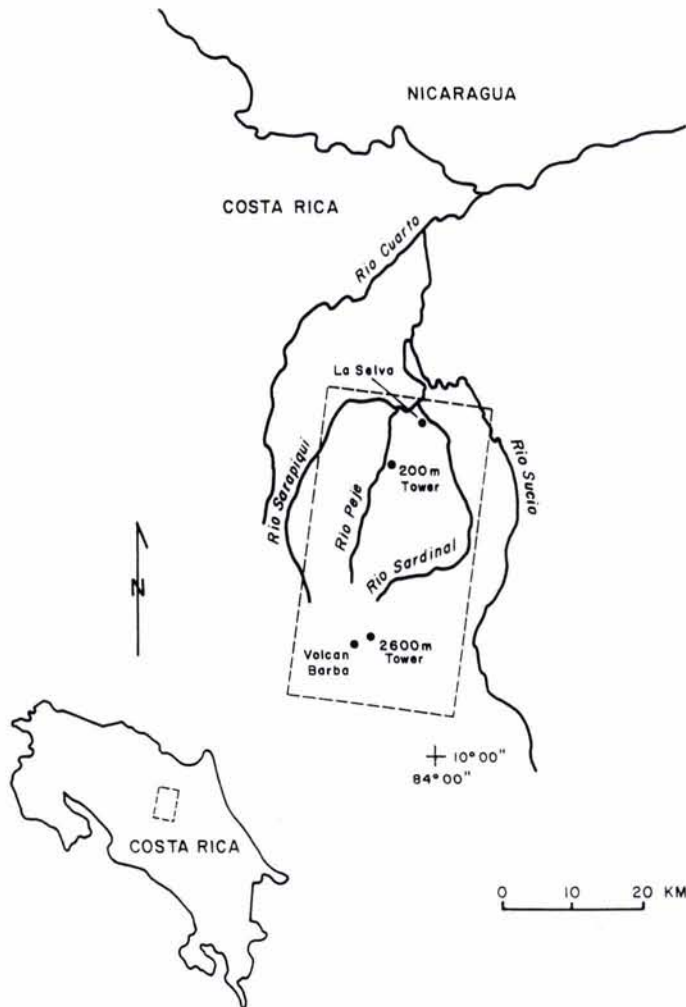 NICARAGUA
COSTA RICA
Rio Cuarto
La Selva
Rio Sarapiqui
Rio Peje
200m
Tower
Rio Sucio
Rio Sardinal
N
Volcan
Barba
2600m
Tower
10°00"
84°00"
COSTA RICA
0 10 20 KM